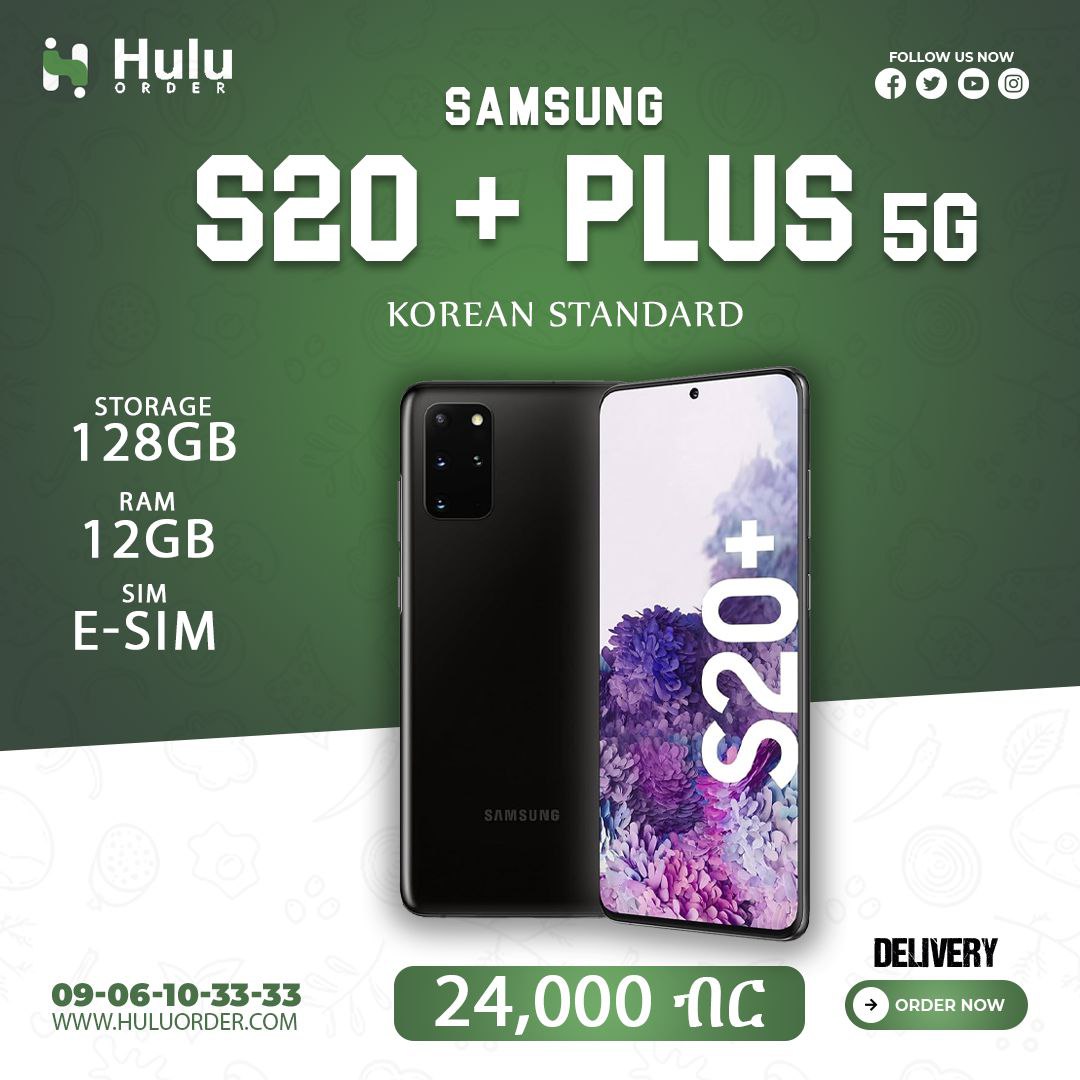 Hulu
ORDER
FOLLOW US NOW
SAMSUNG
S20 + PLUS 5G
KOREAN STANDARD
STORAGE
128GB
RAM
12GB
SIM
E-SIM
S20+
SAMSUNG
DELIVERY
ORDER NOW
09-06-10-33-33
WWW.HULUORDER.COM
24,000 ብር